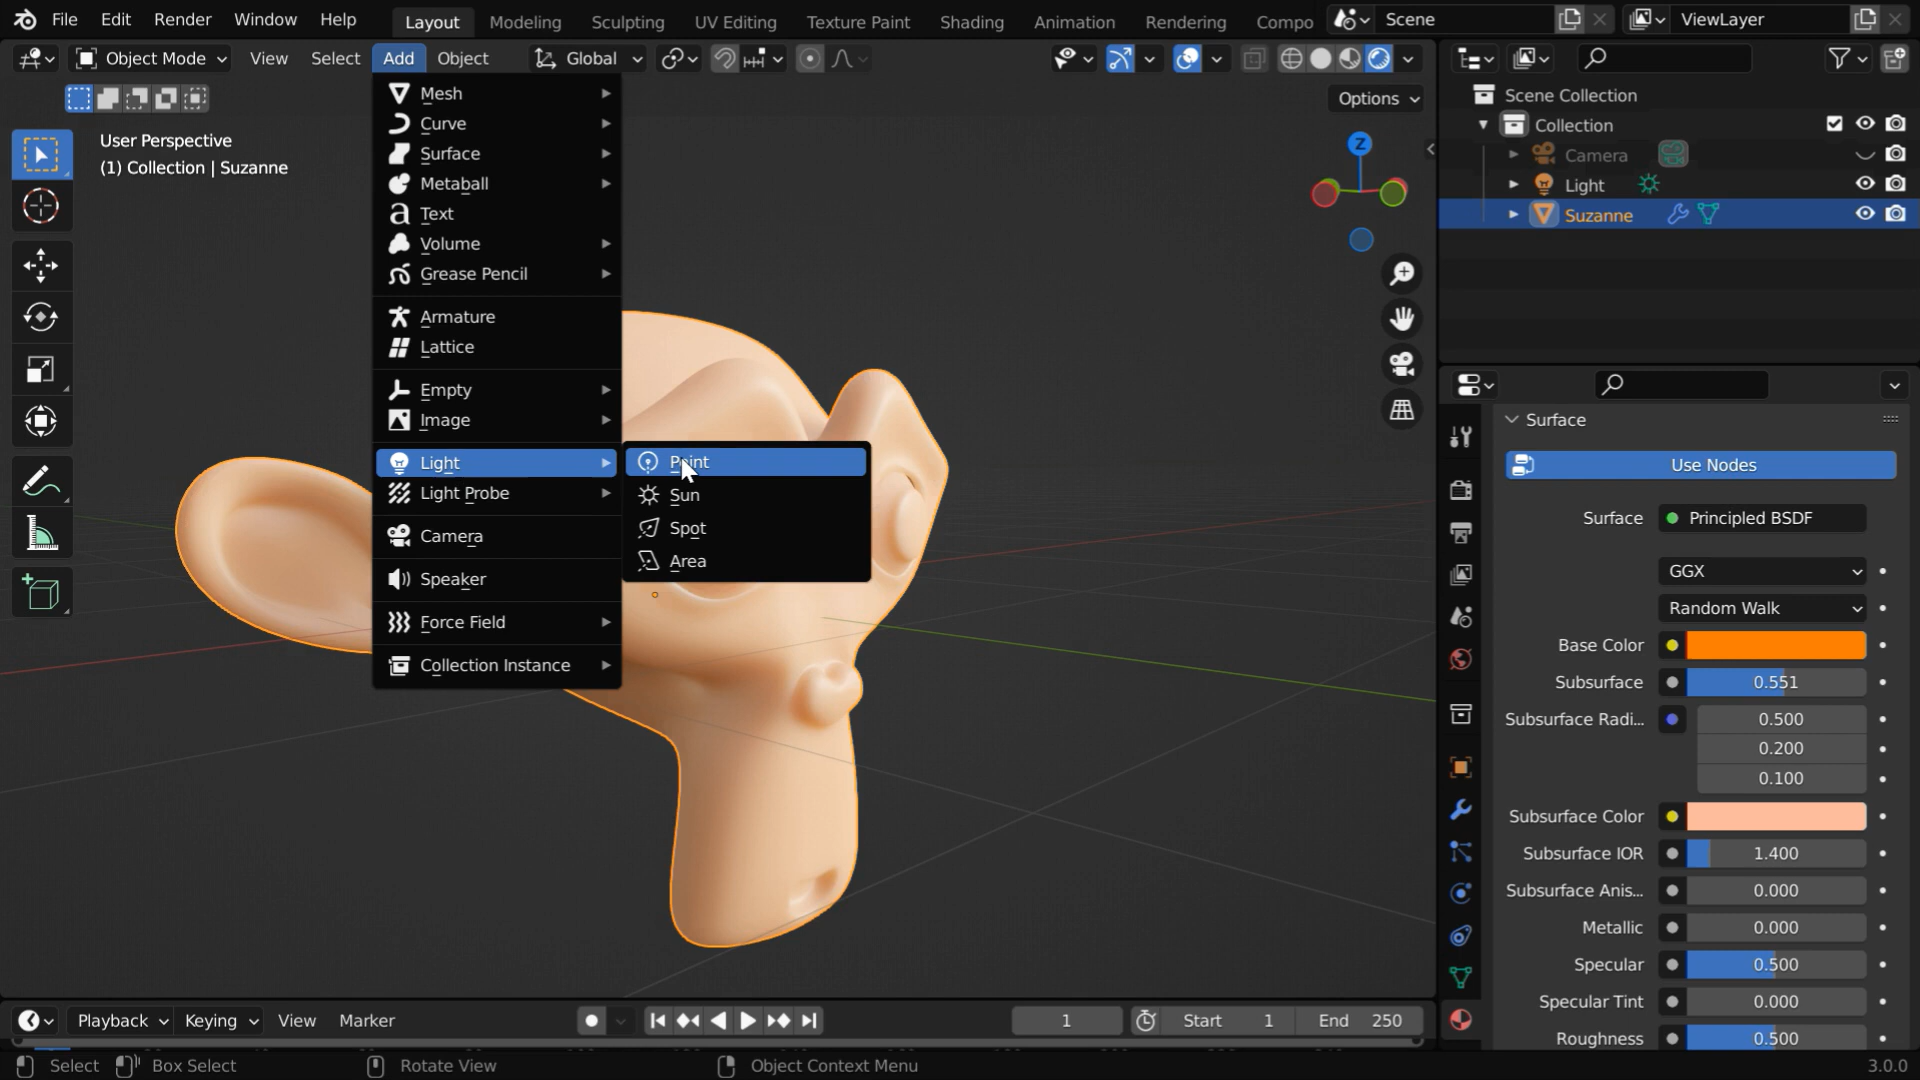 File Edit Render Window Help Layout Modeling Sculpting UV Editing Texture Paint Shading Animation Rendering Compo Scene ViewLayer
Object Mode View Select Add Object Global
Options
User Perspective
(1) Collection | Suzanne
Mesh
Curve
Surface
Metaball
Text
Volume
Grease Pencil
Armature
Lattice
Empty
Image
Light
Light Probe
Camera
Speaker
Force Field
Collection Instance
Point
Sun
Spot
Area
Z
Scene Collection
Collection
Camera
Light
Suzanne
Surface
Use Nodes
Surface Principled BSDF
GGX
Random Walk
Base Color
Subsurface 0.551
Subsurface Radi... 0.500
0.200
0.100
Subsurface Color
Subsurface IOR 1.400
Subsurface Anis... 0.000
Metallic 0.000
Specular 0.500
Specular Tint 0.000
Roughness 0.500
Playback Keying View Marker 1 Start 1 End 250
Select Box Select Rotate View Object Context Menu 3.0.0